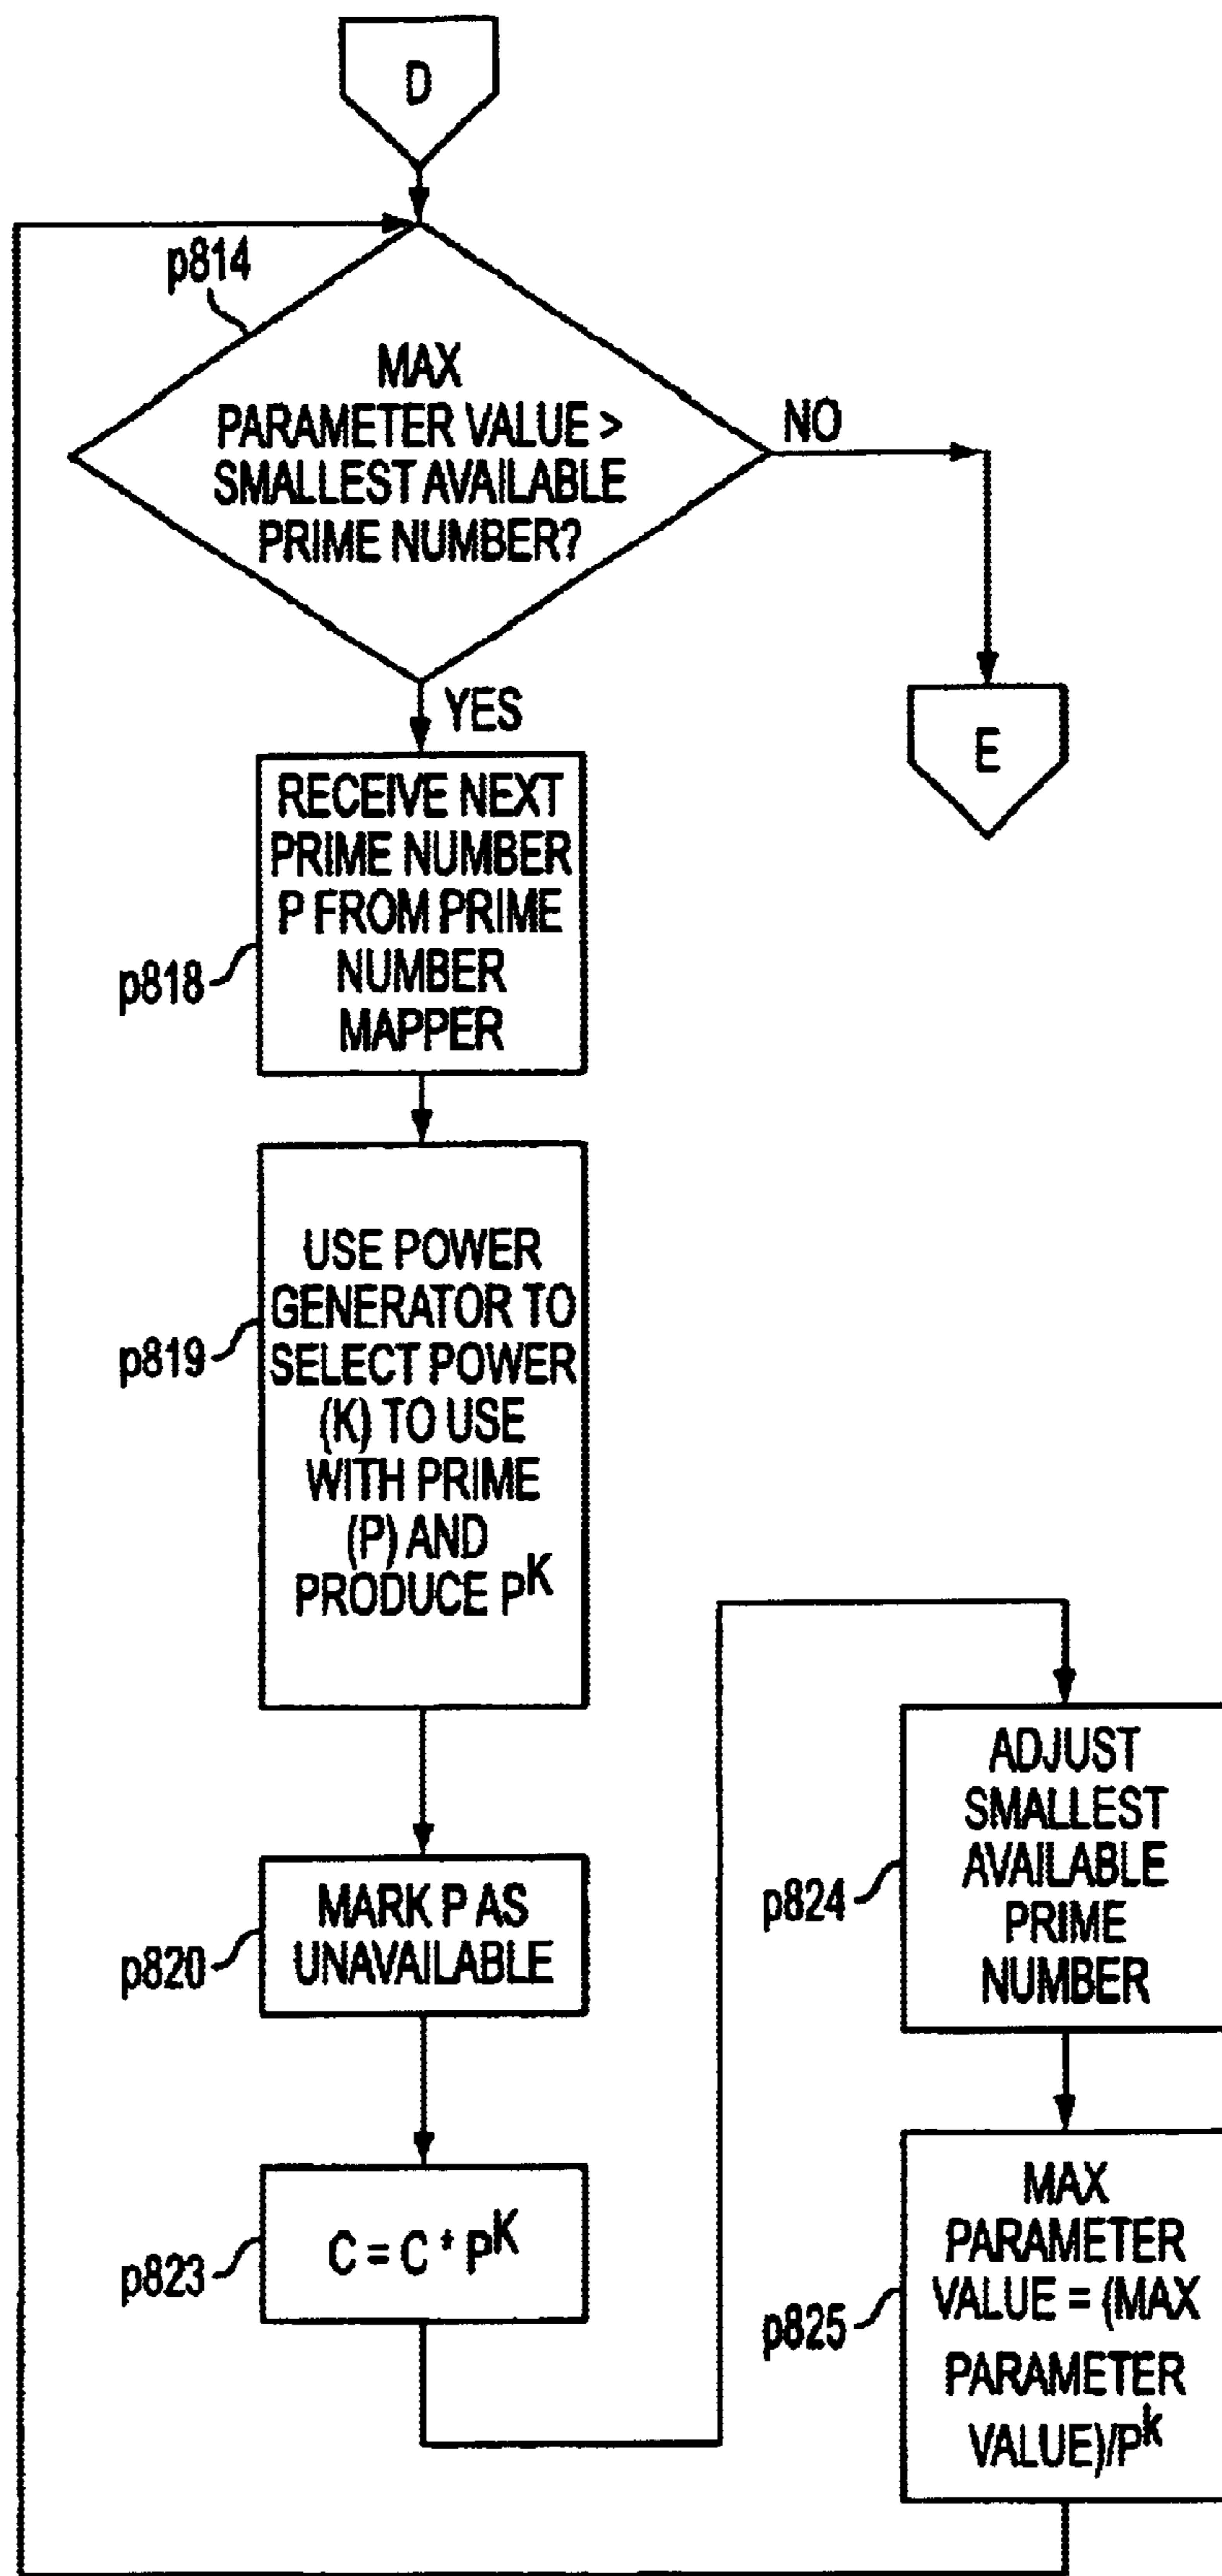 D
p814
MAX
PARAMETER VALUE >
SMALLEST AVAILABLE
PRIME NUMBER?
NO
YES
E
RECEIVE NEXT
PRIME NUMBER
P FROM PRIME
NUMBER
MAPPER
p818
USE POWER
GENERATOR TO
SELECT POWER
(K) TO USE
WITH PRIME
(P) AND
PRODUCE P^K
p819
MARK P AS
UNAVAILABLE
p820
C = C * P^K
p823
ADJUST
SMALLEST
AVAILABLE
PRIME
NUMBER
p824
MAX
PARAMETER
VALUE = (MAX
PARAMETER
VALUE)/P^k
p825